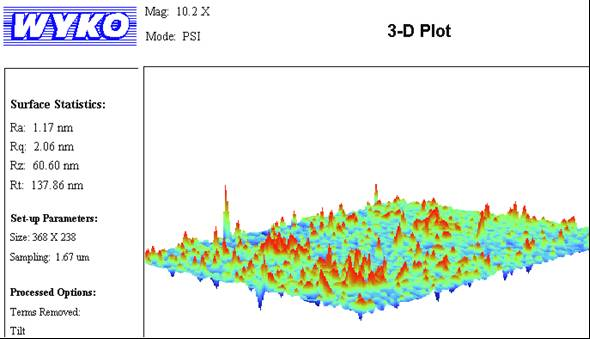 WYKO
Mag: 10.2 X
Mode: PSI
3-D Plot
Surface Statistics:
Ra: 1.17 nm
Rq: 2.06 nm
Rz: 60.60 nm
Rt: 137.86 nm
Set-up Parameters:
Size: 368 X 238
Sampling: 1.67 um
Processed Options:
Terms Removed:
Tilt